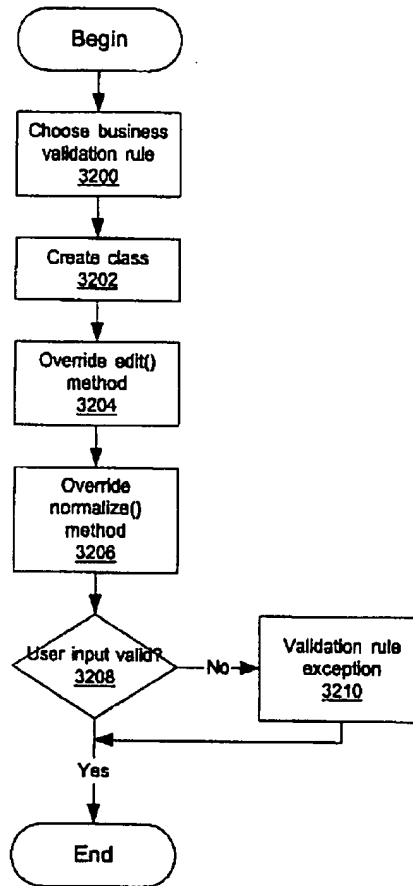 Begin
Choose business
validation rule
3200
Create class
3202
Override edit()
method
3204
Override
normalize()
method
3206
User input valid?
3208
No
Validation rule
exception
3210
Yes
End